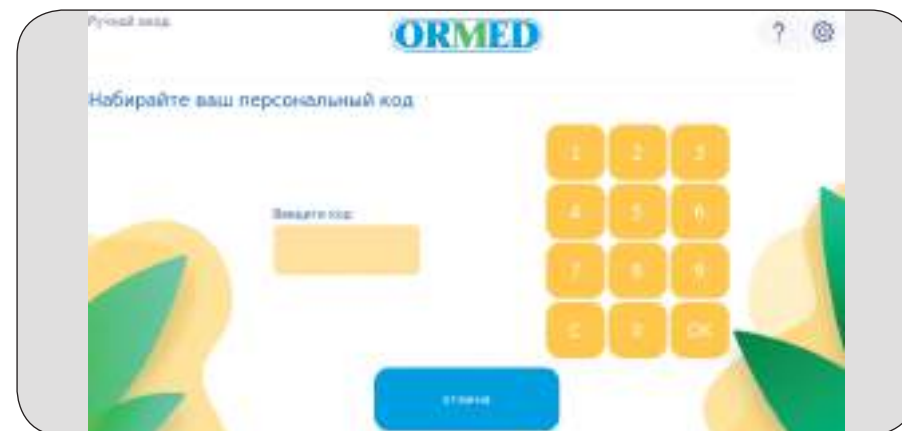 Ручной ввод
ORMED
?
Набирайте ваш персональный код
1 2 3
Введите код:
4 5 6
7 8 9
C 0 OK
отмена